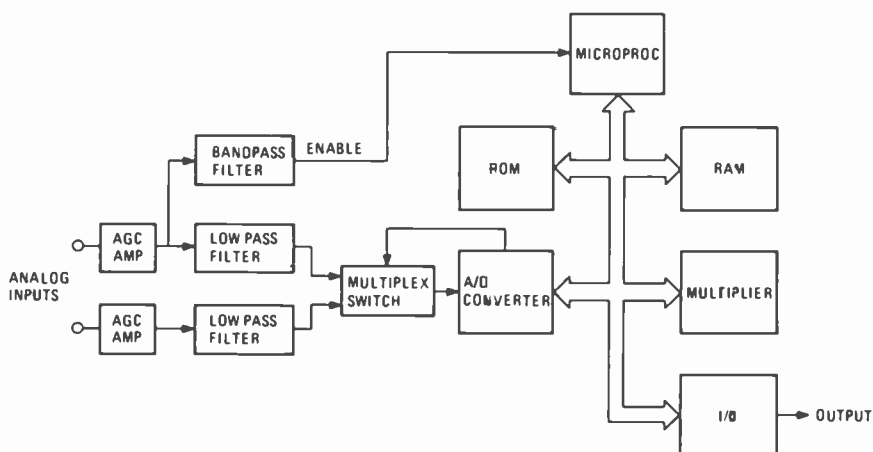 MICROPROC
BANDPASS
FILTER
ENABLE
ROM
RAM
ANALOG
INPUTS
AGC
AMP
LOW PASS
FILTER
MULTIPLEX
SWITCH
A/D
CONVERTER
MULTIPLIER
AGC
AMP
LOW PASS
FILTER
I/O
OUTPUT